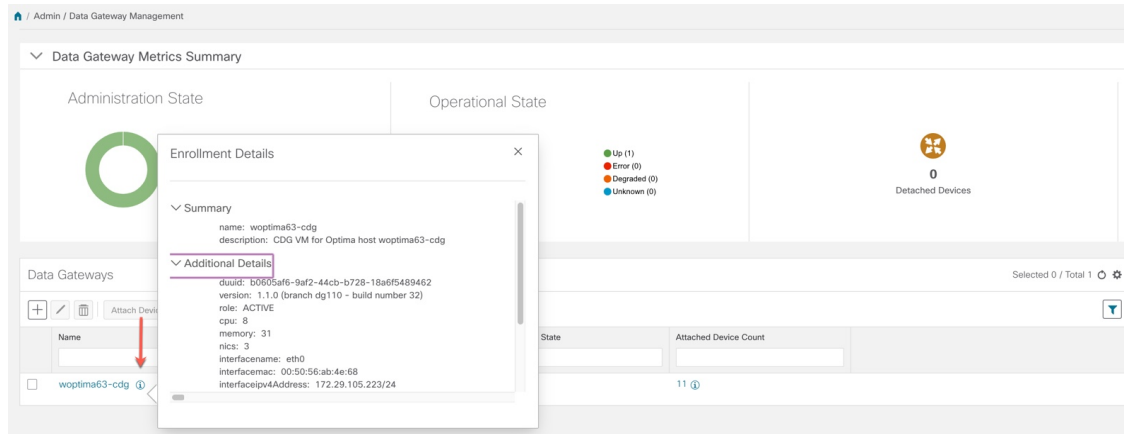 / Admin / Data Gateway Management
Data Gateway Metrics Summary
Administration State
Operational State
Up (1)
Error (0)
Degraded (0)
Unknown (0)
0
Detached Devices
Enrollment Details
Summary
name: woptima63-cdg
description: CDG VM for Optima host woptima63-cdg
Additional Details
duuid: b0605af6-9af2-44cb-b728-18a6f5489462
version: 1.1.0 (branch dg110 - build number 32)
role: ACTIVE
cpu: 8
memory: 31
nics: 3
interfacename: eth0
interfacemac: 00:50:56:ab:4e:68
interfaceipv4Address: 172.29.105.223/24
Data Gateways
Selected 0 / Total 1
Attach Devi
Name
State
Attached Device Count
woptima63-cdg
11